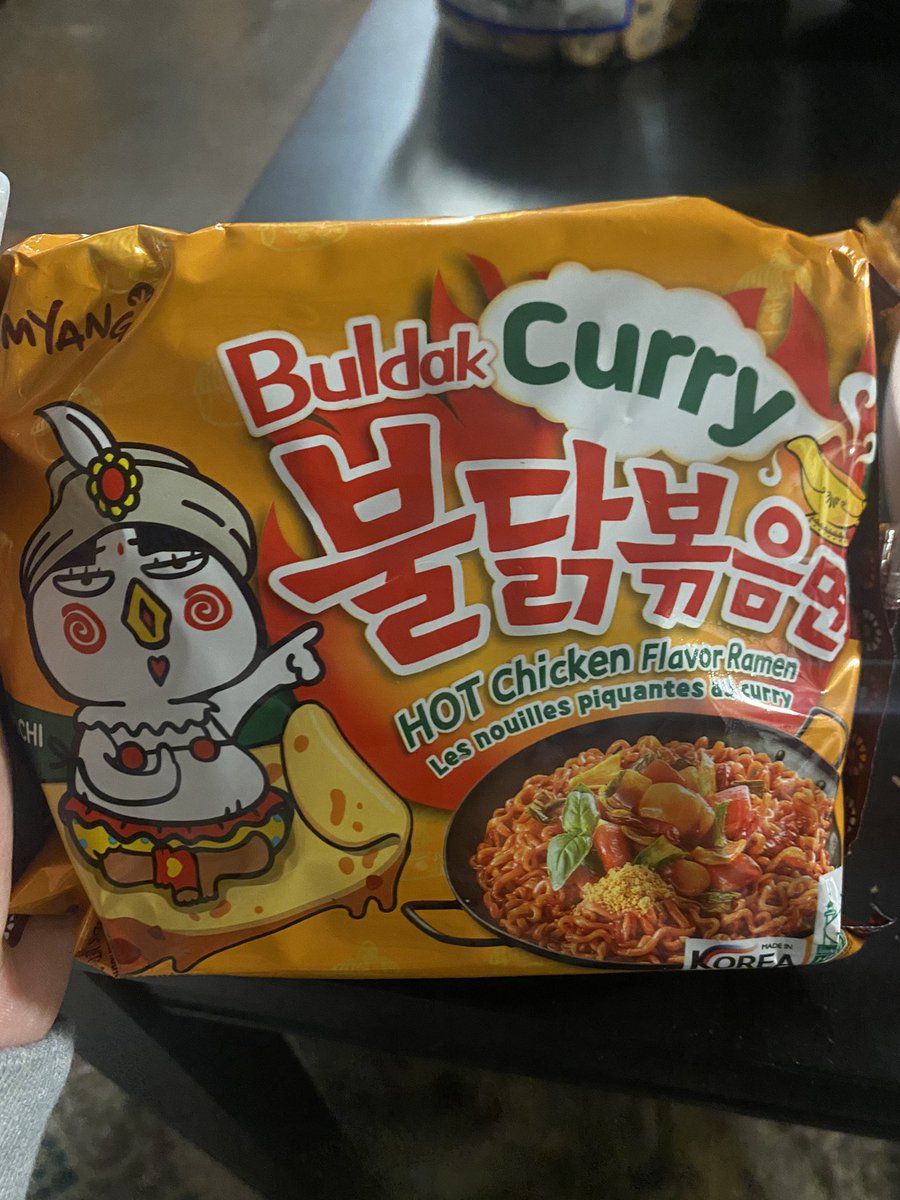 MYANG
Buldak Curry
불닭볶음면
HOT Chicken Flavor Ramen
Les nouilles piquantes au curry
CHI
MADE IN
KOREA